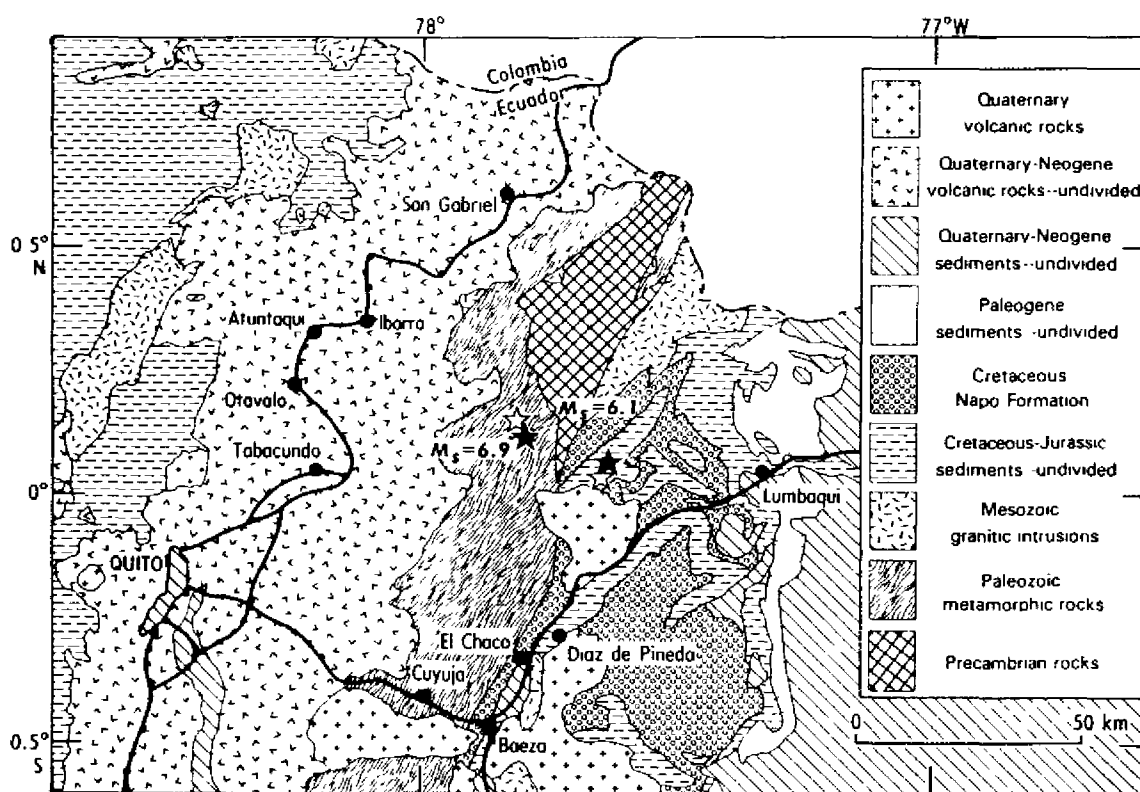 78°
77°W
Colombia
Ecuador
San Gabriel
0 5°
N
Atuntaqui
Ibarra
Otavalo
Ms=6.1
Ms=6.9
Tabacundo
0°
Lumbaqui
QUITO
El Chaco
Diaz de Pineda
Cuyuja
Baeza
0.5°
S
Quaternary
volcanic rocks
Quaternary-Neogene
volcanic rocks--undivided
Quaternary-Neogene
sediments--undivided
Paleogene
sediments -undivided
Cretaceous
Napo Formation
Cretaceous-Jurassic
sediments -undivided
Mesozoic
granitic intrusions
Paleozoic
metamorphic rocks
Precambrian rocks
0 50 km